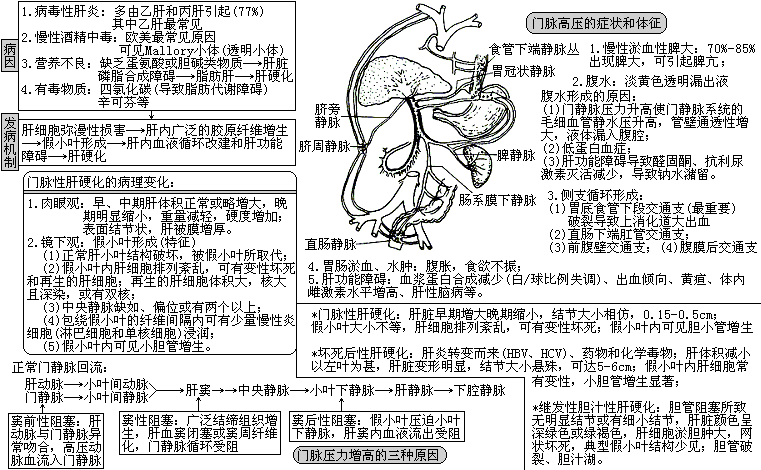 病因
1.病毒性肝炎：多由乙肝和丙肝引起(77%)
其中乙肝最常见
2.慢性酒精中毒：欧美最常见原因
可见Mallory小体(透明小体)
3.营养不良：缺乏蛋氨酸或胆碱类物质→肝脏
磷脂合成障碍→脂肪肝→肝硬化
4.有毒物质：四氯化碳(导致脂肪代谢障碍)
辛可芬等
发病机制
肝细胞弥漫性损害→肝内广泛的胶原纤维增生
→假小叶形成→肝内血液循环改建和肝功能
障碍→肝硬化
门脉性肝硬化的病理变化：
1.肉眼观：早、中期肝体积正常或略增大，晚
期明显缩小，重量减轻，硬度增加；
表面结节状，肝被膜增厚。
2.镜下观：假小叶形成(特征)
(1)正常肝小叶结构破坏，被假小叶所取代；
(2)假小叶内肝细胞排列紊乱，可有变性坏死
和再生的肝细胞；再生的肝细胞体积大，核大
且深染，或有双核；
(3)中央静脉缺如、偏位或有两个以上；
(4)包绕假小叶的纤维间隔内可有少量慢性炎
细胞(淋巴细胞和单核细胞)浸润；
(5)假小叶内可见小胆管增生。
食管下端静脉丛
胃冠状静脉
脐旁
静脉
脐周静脉
脾静脉
肠系膜下静脉
直肠静脉
门脉高压的症状和体征
1.慢性淤血性脾大：70%-85%
出现脾大，可引起脾亢；
2.腹水：淡黄色透明漏出液
腹水形成的原因：
(1)门静脉压力升高使门静脉系统的
毛细血管静水压升高，管壁通透性增
大，液体漏入腹腔；
(2)低蛋白血症；
(3)肝功能障碍导致醛固酮、抗利尿
激素灭活减少，导致钠水潴留。
3.侧支循环形成：
(1)胃底食管下段交通支(最重要)
破裂导致上消化道大出血
(2)直肠下端肛管交通支；
(3)前腹壁交通支；(4)腹膜后交通支
4.胃肠淤血、水肿：腹胀，食欲不振；
5.肝功能障碍：血浆蛋白合成减少(白/球比例失调)、出血倾向、黄疸、体内
雌激素水平增高、肝性脑病等。
*门脉性肝硬化：肝脏早期增大晚期缩小，结节大小相仿，0.15-0.5cm；
假小叶大小不等，肝细胞排列紊乱，可有变性坏死；假小叶内可见胆小管增生
*坏死后性肝硬化：肝炎转变而来(HBV、HCV)、药物和化学毒物；肝体积减小
以左叶为甚，肝脏变形明显，结节大小悬殊，可达5-6cm；假小叶内肝细胞常
有变性，小胆管增生显著；
*继发性胆汁性肝硬化：胆管阻塞所致
无明显结节或有细小结节，肝脏颜色呈
深绿色或绿褐色，肝细胞淤胆肿大，网
状坏死，典型假小叶结构少见；胆管破
裂、胆汁湖。
正常门静脉回流：
肝动脉→小叶间动脉
门静脉→小叶间静脉
肝窦→中央静脉→小叶下静脉→肝静脉→下腔静脉
窦前性阻塞：肝
动脉与门静脉异
常吻合，高压动
脉血流入门静脉
窦性阻塞：广泛结缔组织增
生，肝血窦闭塞或窦周纤维
化，门静脉循环受阻
窦后性阻塞：假小叶压迫小叶
下静脉，肝窦内血液流出受阻
门脉压力增高的三种原因